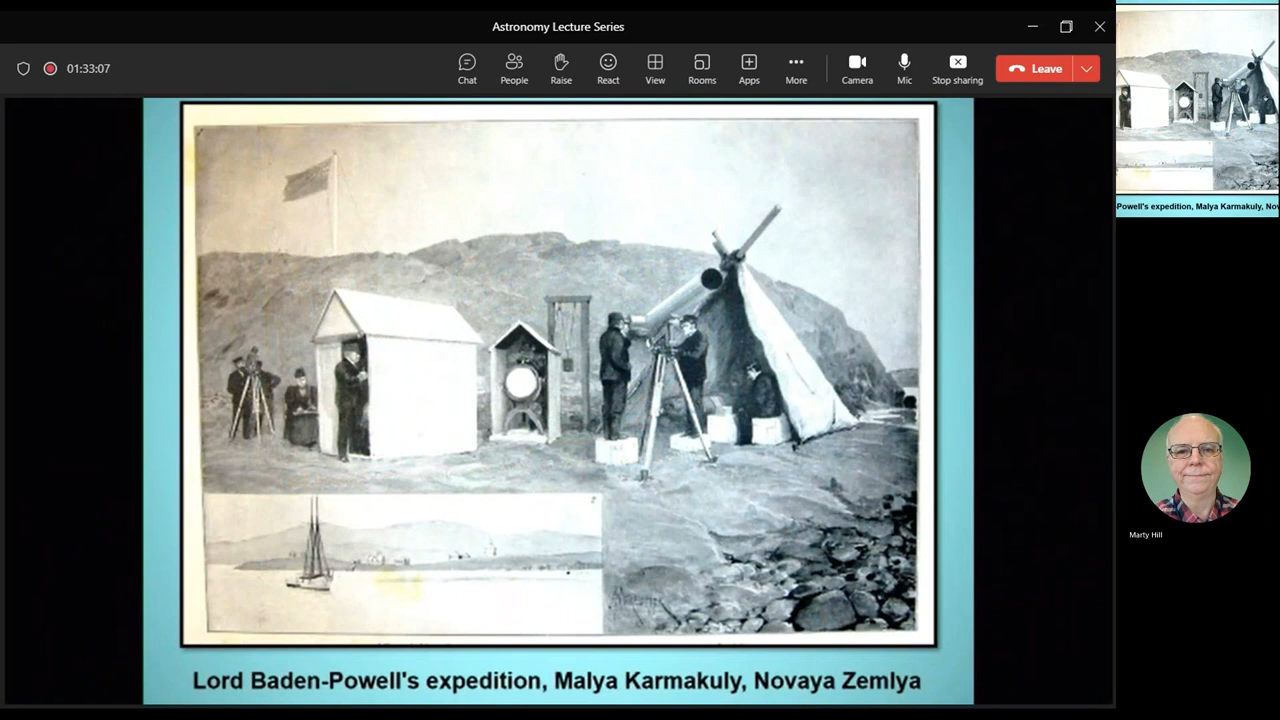 Astronomy Lecture Series
01:33:07
Chat
People
Raise
React
View
Rooms
Apps
More
Camera
Mic
Stop sharing
Leave
Lord Baden-Powell's expedition, Malya Karmakuly, Novaya Zemlya
Powell's expedition, Malya Karmakuly, Nov
Marty Hill